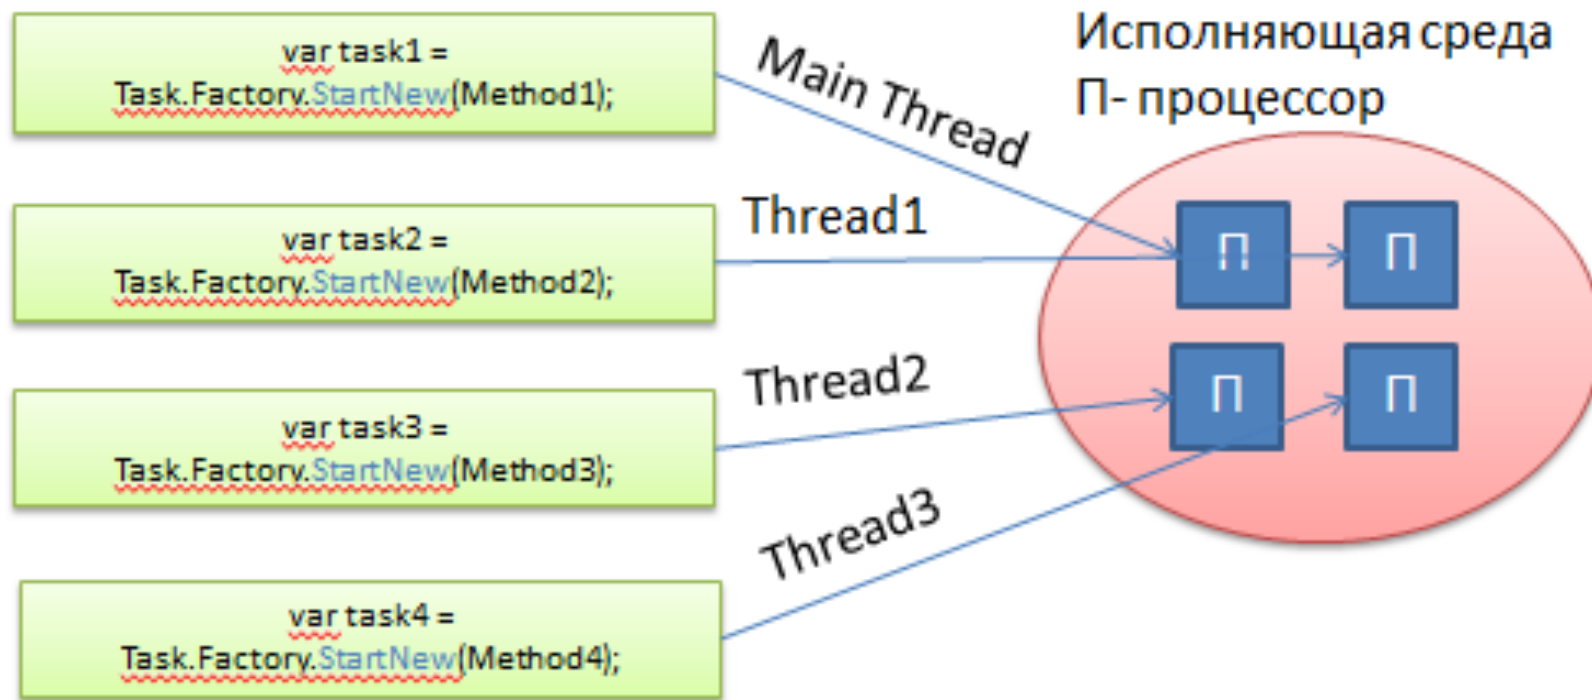 var task1 =
Task.Factory.StartNew(Method1);
Main Thread
Исполняющая среда
П- процессор
var task2 =
Task.Factory.StartNew(Method2);
Thread1
П
П
var task3 =
Task.Factory.StartNew(Method3);
Thread2
П
П
var task4 =
Task.Factory.StartNew(Method4);
Thread3